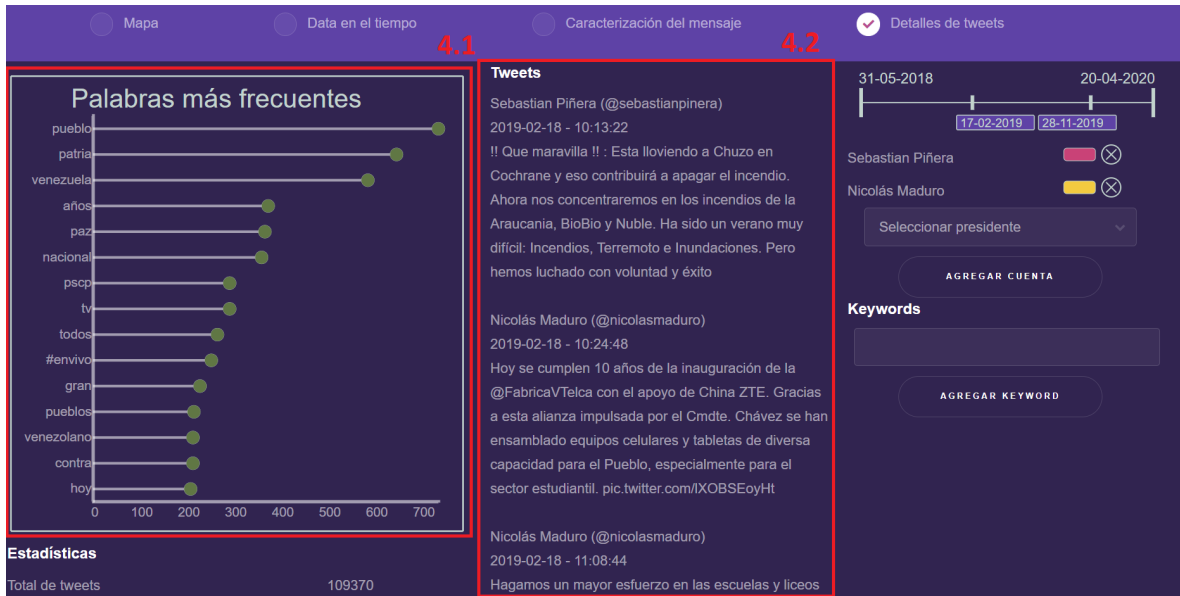 Mapa
Data en el tiempo
Caracterización del mensaje
Detalles de tweets
4.1
4.2
Palabras más frecuentes
pueblo
patria
venezuela
años
paz
nacional
pscp
tv
todos
#envivo
gran
pueblos
venezolano
contra
hoy
0 100 200 300 400 500 600 700
Estadísticas
Total de tweets 109370
Tweets
Sebastian Piñera (@sebastianpinera)
2019-02-18 - 10:13:22
!! Que maravilla !! : Esta lloviendo a Chuzo en
Cochrane y eso contribuirá a apagar el incendio.
Ahora nos concentraremos en los incendios de la
Araucania, BioBio y Nuble. Ha sido un verano muy
difícil: Incendios, Terremoto e Inundaciones. Pero
hemos luchado con voluntad y éxito
Nicolás Maduro (@nicolasmaduro)
2019-02-18 - 10:24:48
Hoy se cumplen 10 años de la inauguración de la
@FabricaVTelca con el apoyo de China ZTE. Gracias
a esta alianza impulsada por el Cmdte. Chávez se han
ensamblado equipos celulares y tabletas de diversa
capacidad para el Pueblo, especialmente para el
sector estudiantil. pic.twitter.com/IXOBSEoyHt
Nicolás Maduro (@nicolasmaduro)
2019-02-18 - 11:08:44
Hagamos un mayor esfuerzo en las escuelas y liceos
31-05-2018 20-04-2020
17-02-2019 28-11-2019
Sebastian Piñera
Nicolás Maduro
Seleccionar presidente
AGREGAR CUENTA
Keywords
AGREGAR KEYWORD